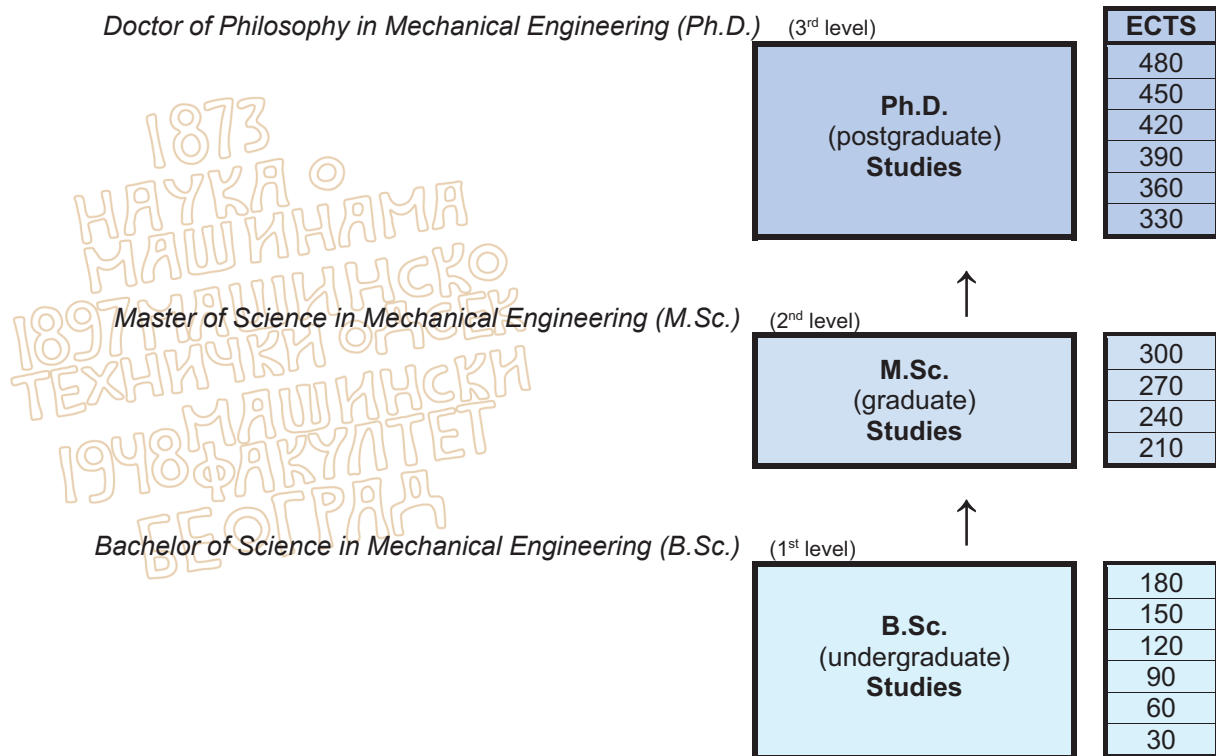 Doctor of Philosophy in Mechanical Engineering (Ph.D.) (3rd level)
ECTS
480
450
420
390
360
330
Ph.D.
(postgraduate)
Studies
1873
НАУКА О
МАШИНАМА
1897 МАШИНСКО
ТЕХНИЧКИ ОДСЕК
МАШИНСКИ
1948 ФАКУЛТЕТ
БЕОГРАД
↑
Master of Science in Mechanical Engineering (M.Sc.) (2nd level)
M.Sc.
(graduate)
Studies
300
270
240
210
↑
Bachelor of Science in Mechanical Engineering (B.Sc.) (1st level)
B.Sc.
(undergraduate)
Studies
180
150
120
90
60
30